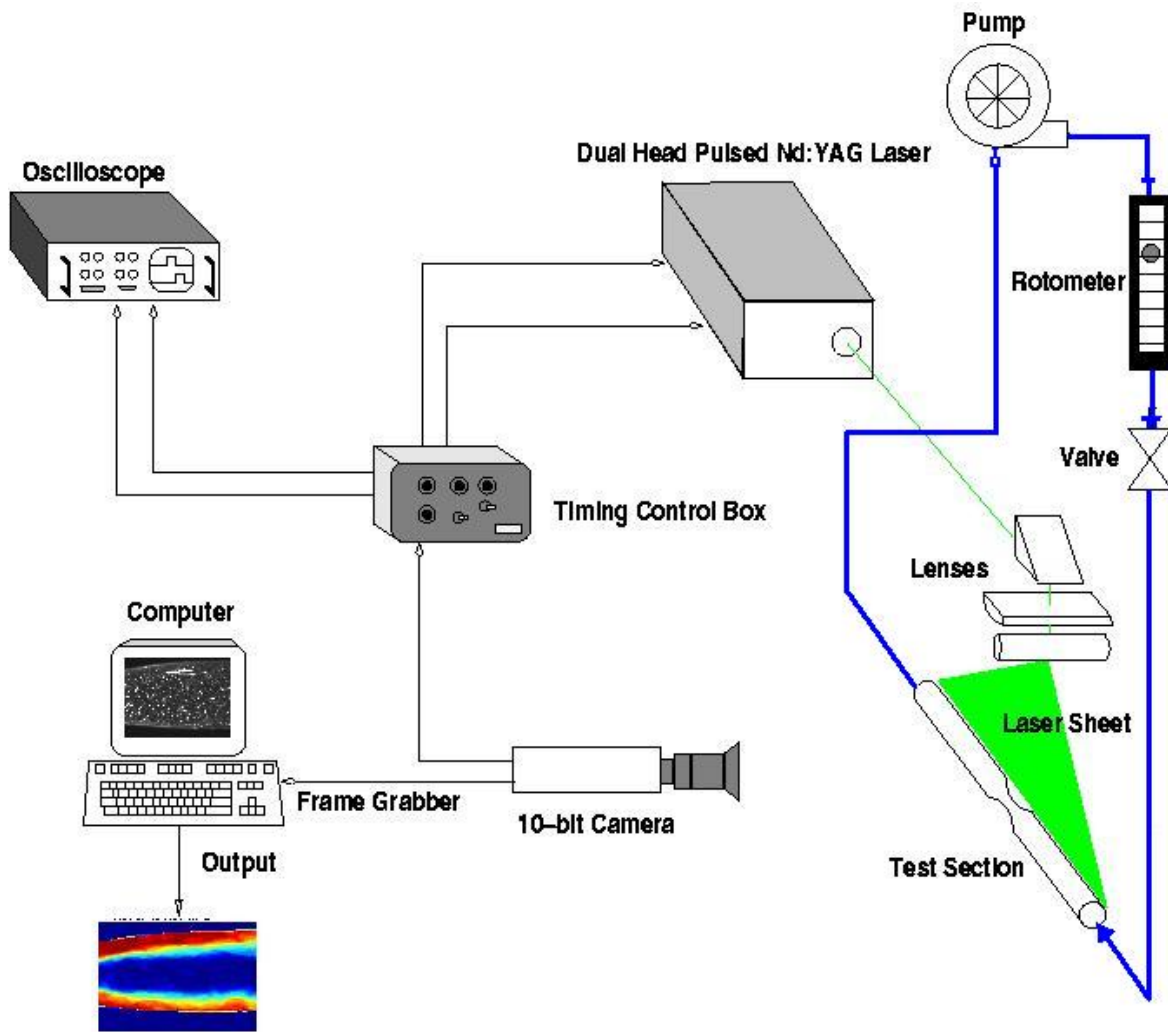 Pump
Dual Head Pulsed Nd:YAG Laser
Oscilloscope
Rotometer
Valve
Timing Control Box
Lenses
Computer
Laser Sheet
Frame Grabber
10-bit Camera
Test Section
Output